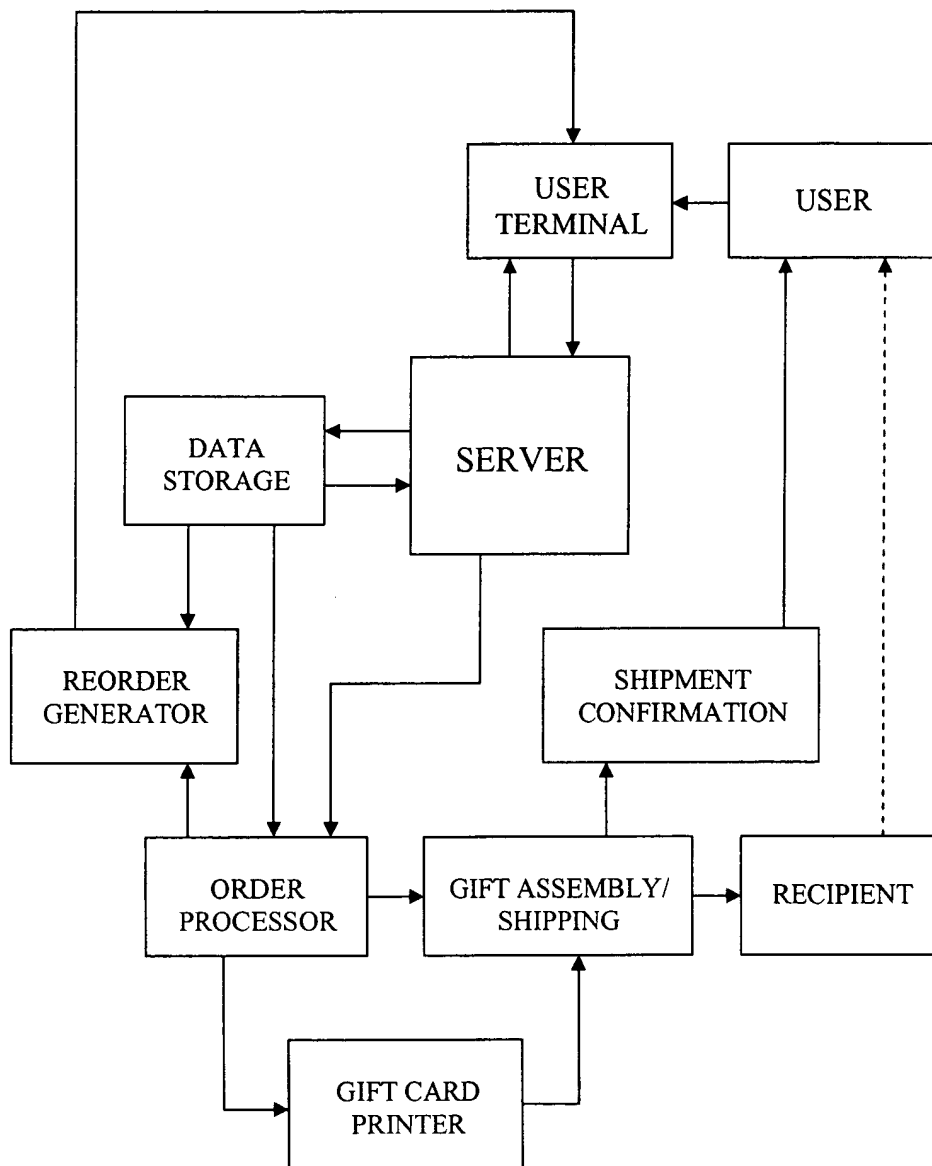 USER
TERMINAL
USER
DATA
STORAGE
SERVER
REORDER
GENERATOR
SHIPMENT
CONFIRMATION
ORDER
PROCESSOR
GIFT ASSEMBLY/
SHIPPING
RECIPIENT
GIFT CARD
PRINTER